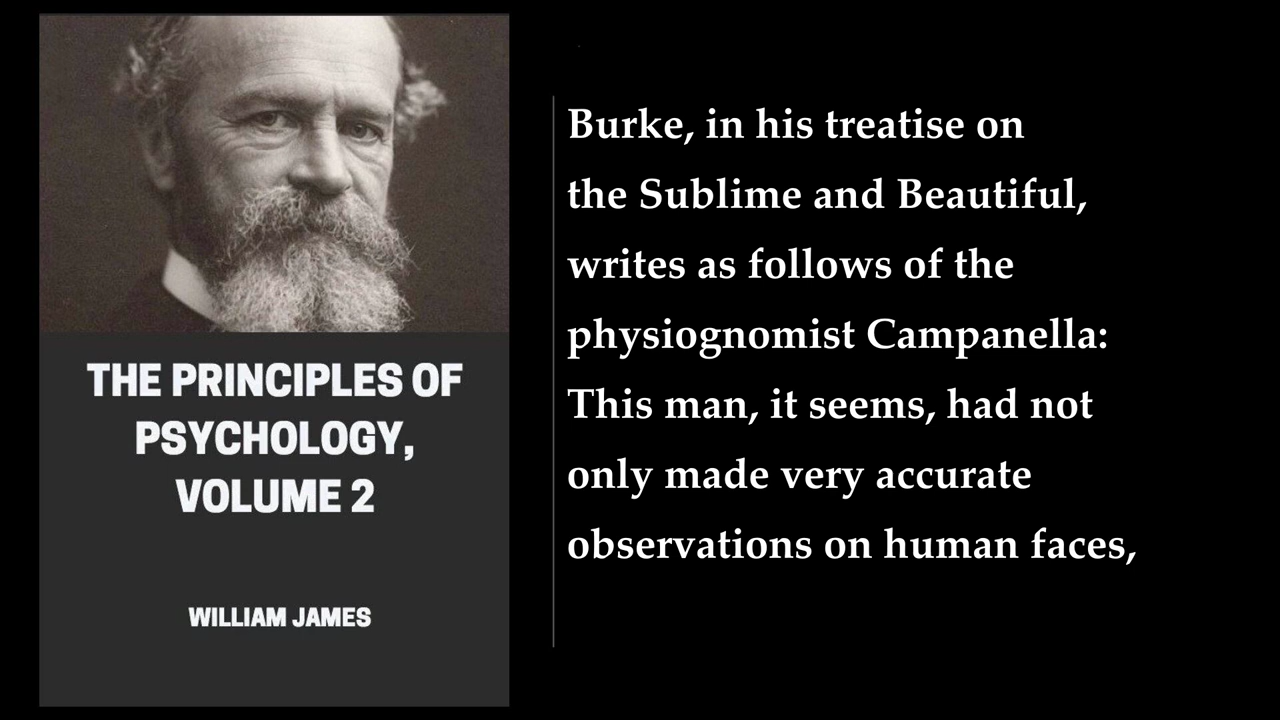 THE PRINCIPLES OF
PSYCHOLOGY,
VOLUME 2
WILLIAM JAMES
Burke, in his treatise on
the Sublime and Beautiful,
writes as follows of the
physiognomist Campanella:
This man, it seems, had not
only made very accurate
observations on human faces,